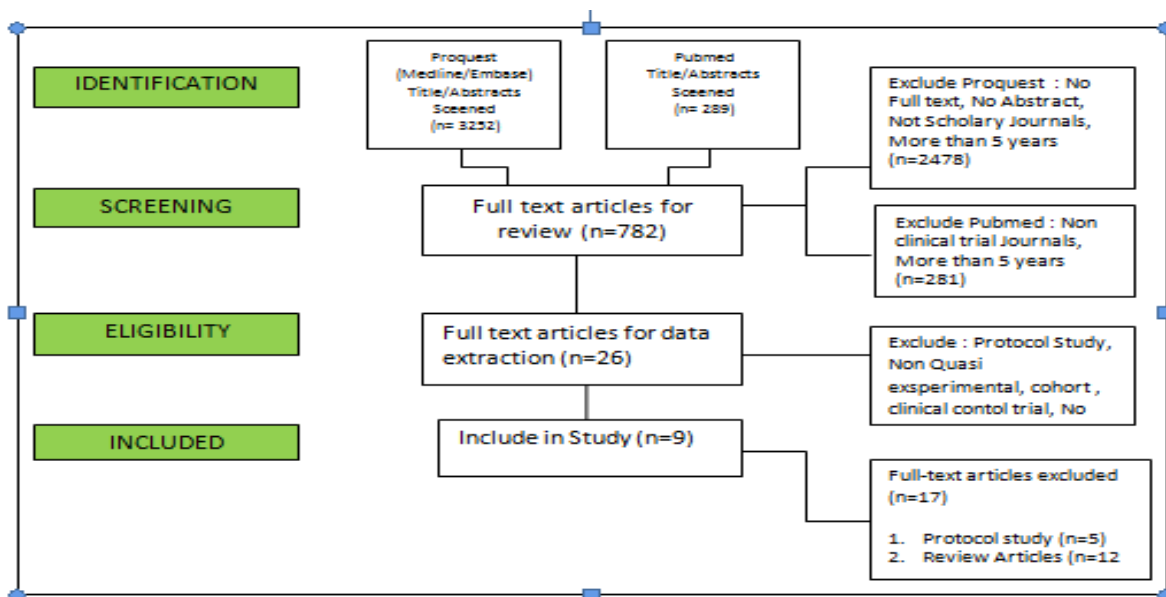 IDENTIFICATION
Proquest
(Medline/Embase)
Title/Abstracts
Sceened
(n= 3252)
Pubmed
Title/Abstracts
Sceened
(n= 289)
Exclude Proquest : No
Full text, No Abstract,
Not Scholary Journals,
More than 5 years
(n=2478)
SCREENING
Full text articles for
review (n=782)
Exclude Pubmed : Non
clinical trial Journals,
More than 5 years
(n=281)
ELIGIBILITY
Full text articles for data
extraction (n=26)
Exclude : Protocol Study,
Non Quasi
exsperimental, cohort ,
clinical contol trial, No
INCLUDED
Include in Study (n=9)
Full-text articles excluded
(n=17)
1. Protocol study (n=5)
2. Review Articles (n=12